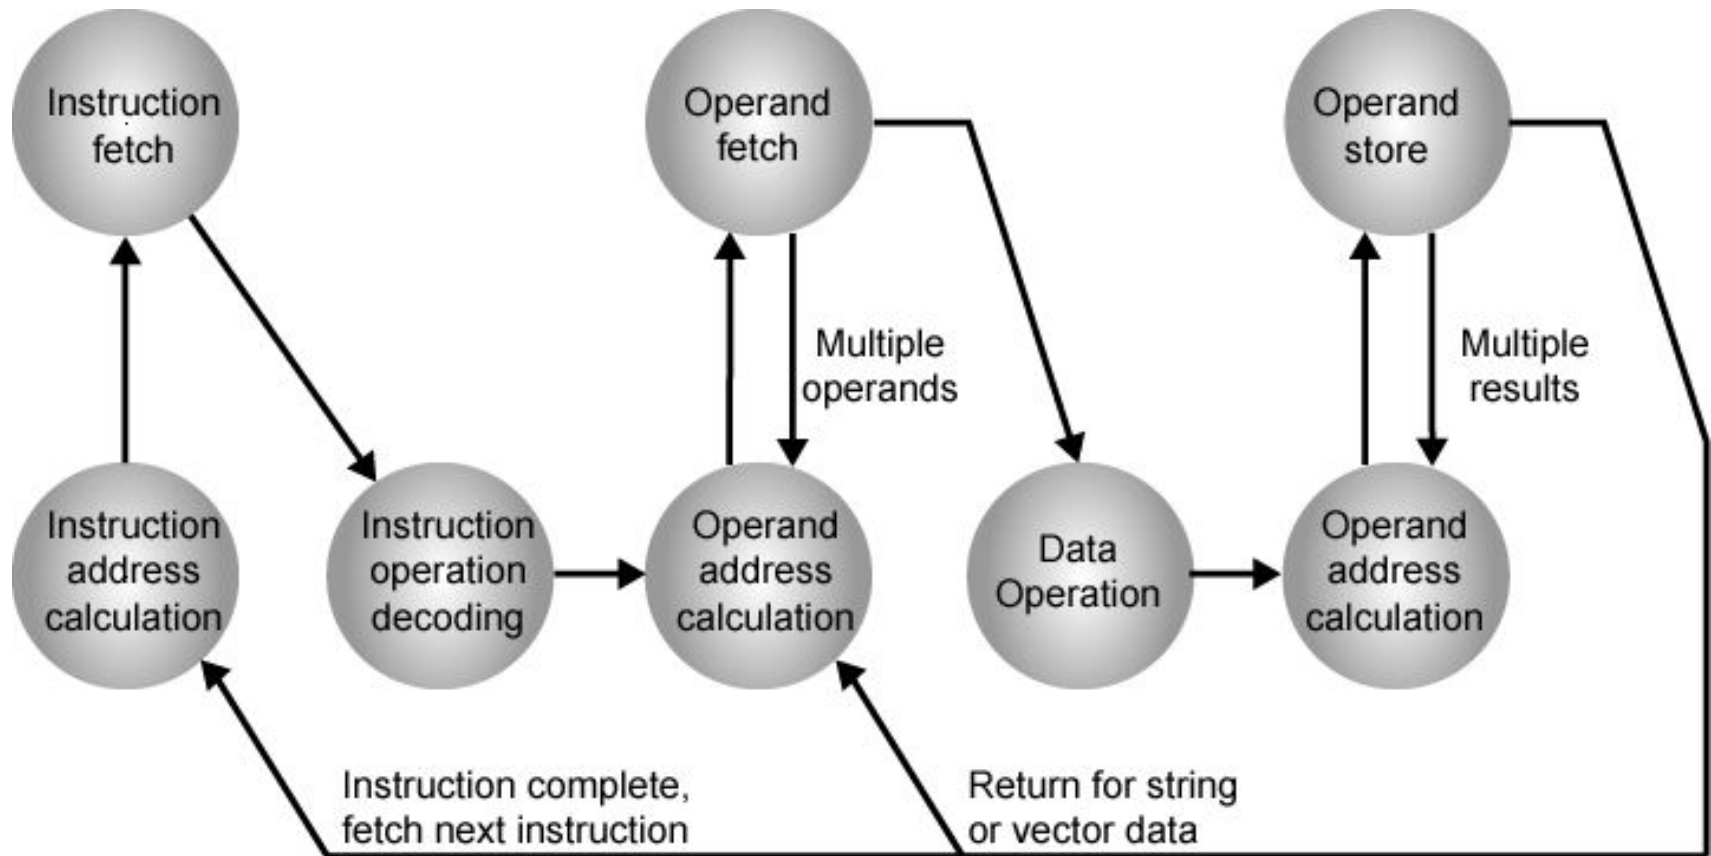 Instruction
fetch
Operand
fetch
Operand
store
Multiple
operands
Multiple
results
Instruction
address
calculation
Instruction
operation
decoding
Operand
address
calculation
Data
Operation
Operand
address
calculation
Instruction complete,
fetch next instruction
Return for string
or vector data